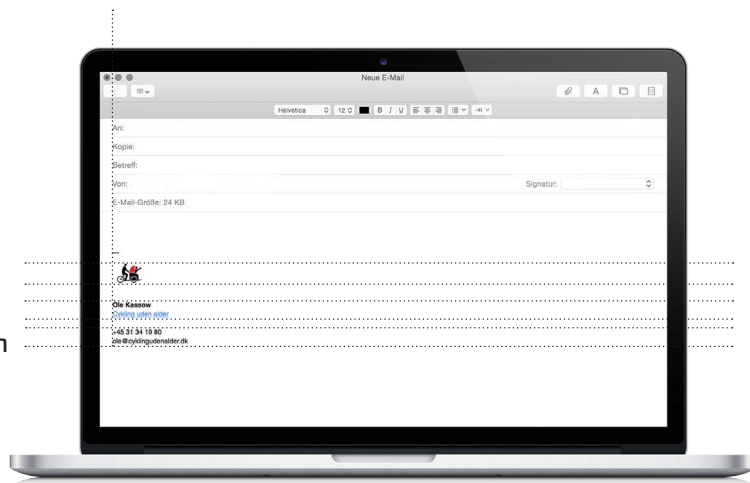 Neue E-Mail
A
Helvetica 12 B I U
An:
Kopie:
Betreff:
Von: Signatur:
E-Mail-Größe: 24 KB
—
Ole Kassow
Cykling uden alder
+45 31 34 19 80
ole@cyklingudenalder.dk
n